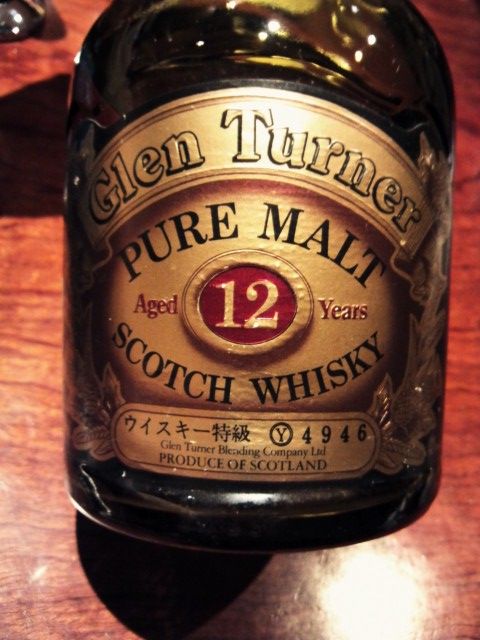 Glen Turner
PURE MALT
Aged 12 Years
SCOTCH WHISKY
ウイスキー特級 Ⓨ 4946
Glen Turner Blending Company Ltd
PRODUCE OF SCOTLAND